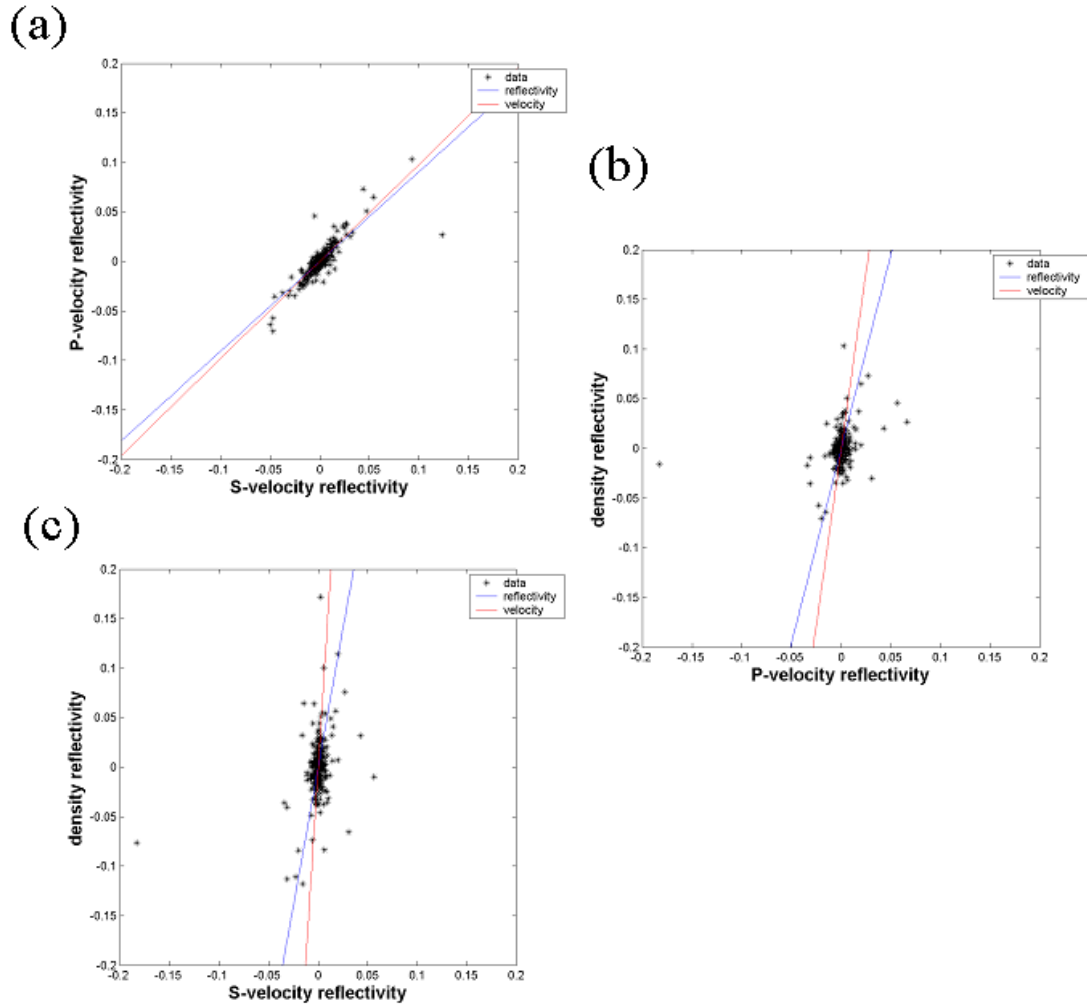 (a)
0.2
0.15
0.1
0.05
0
-0.05
-0.1
-0.15
-0.2
-0.2 -0.15 -0.1 -0.05 0 0.05 0.1 0.15 0.2
P-velocity reflectivity
S-velocity reflectivity
data
reflectivity
velocity
(b)
0.2
0.15
0.1
0.05
0
-0.05
-0.1
-0.15
-0.2
-0.2 -0.15 -0.1 -0.05 0 0.05 0.1 0.15 0.2
density reflectivity
P-velocity reflectivity
data
reflectivity
velocity
(c)
0.2
0.15
0.1
0.05
0
-0.05
-0.1
-0.15
-0.2
-0.2 -0.15 -0.1 -0.05 0 0.05 0.1 0.15 0.2
density reflectivity
S-velocity reflectivity
data
reflectivity
velocity